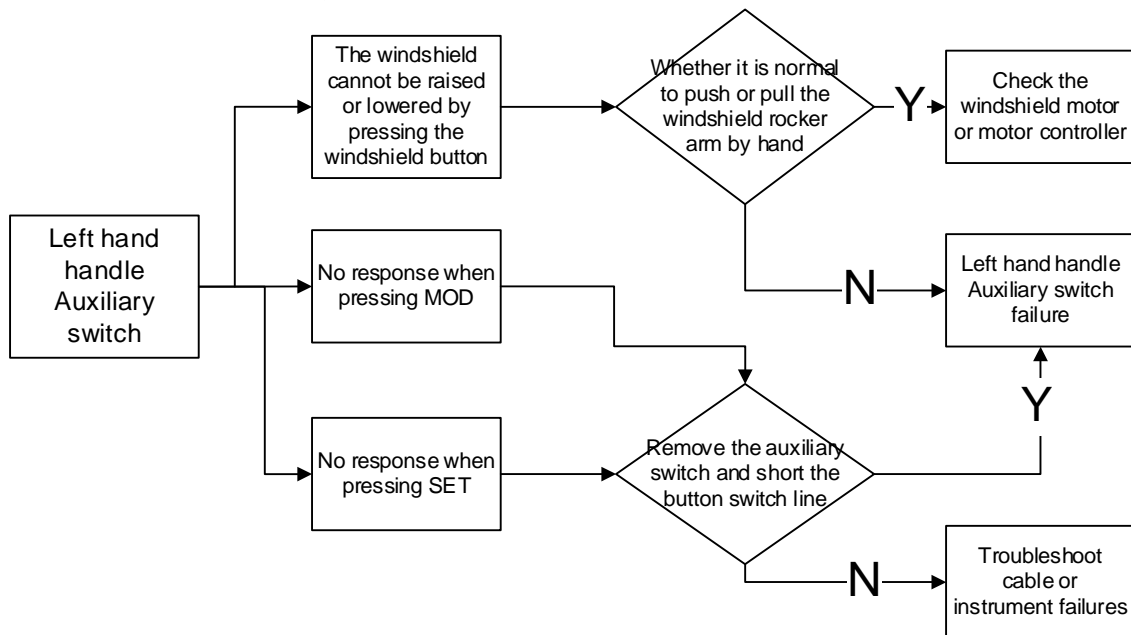 The windshield
cannot be raised
or lowered by
pressing the
windshield button
Whether it is normal
to push or pull the
windshield rocker
arm by hand
Y
Check the
windshield motor
or motor controller
Left hand
handle
Auxiliary
switch
No response when
pressing MOD
N
Left hand handle
Auxiliary switch
failure
Y
No response when
pressing SET
Remove the auxiliary
switch and short the
button switch line
N
Troubleshoot
cable or
instrument failures